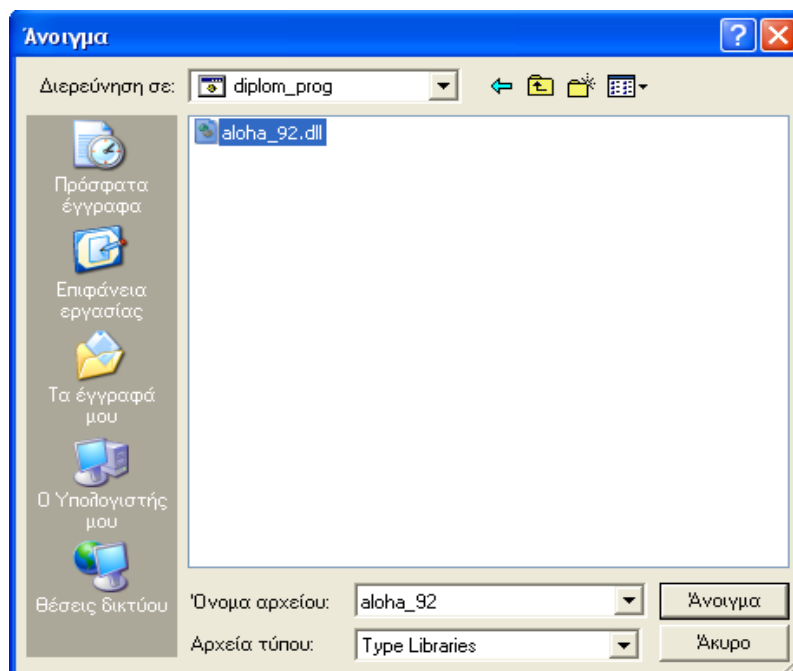 Άνοιγμα
Διερεύνηση σε: diplom_prog
aloha_92.dll
Πρόσφατα
έγγραφα
Επιφάνεια
εργασίας
Τα έγγραφά
μου
Ο Υπολογιστής
μου
Θέσεις δικτύου
Όνομα αρχείου: aloha_92 Άνοιγμα
Αρχεία τύπου: Type Libraries Άκυρο